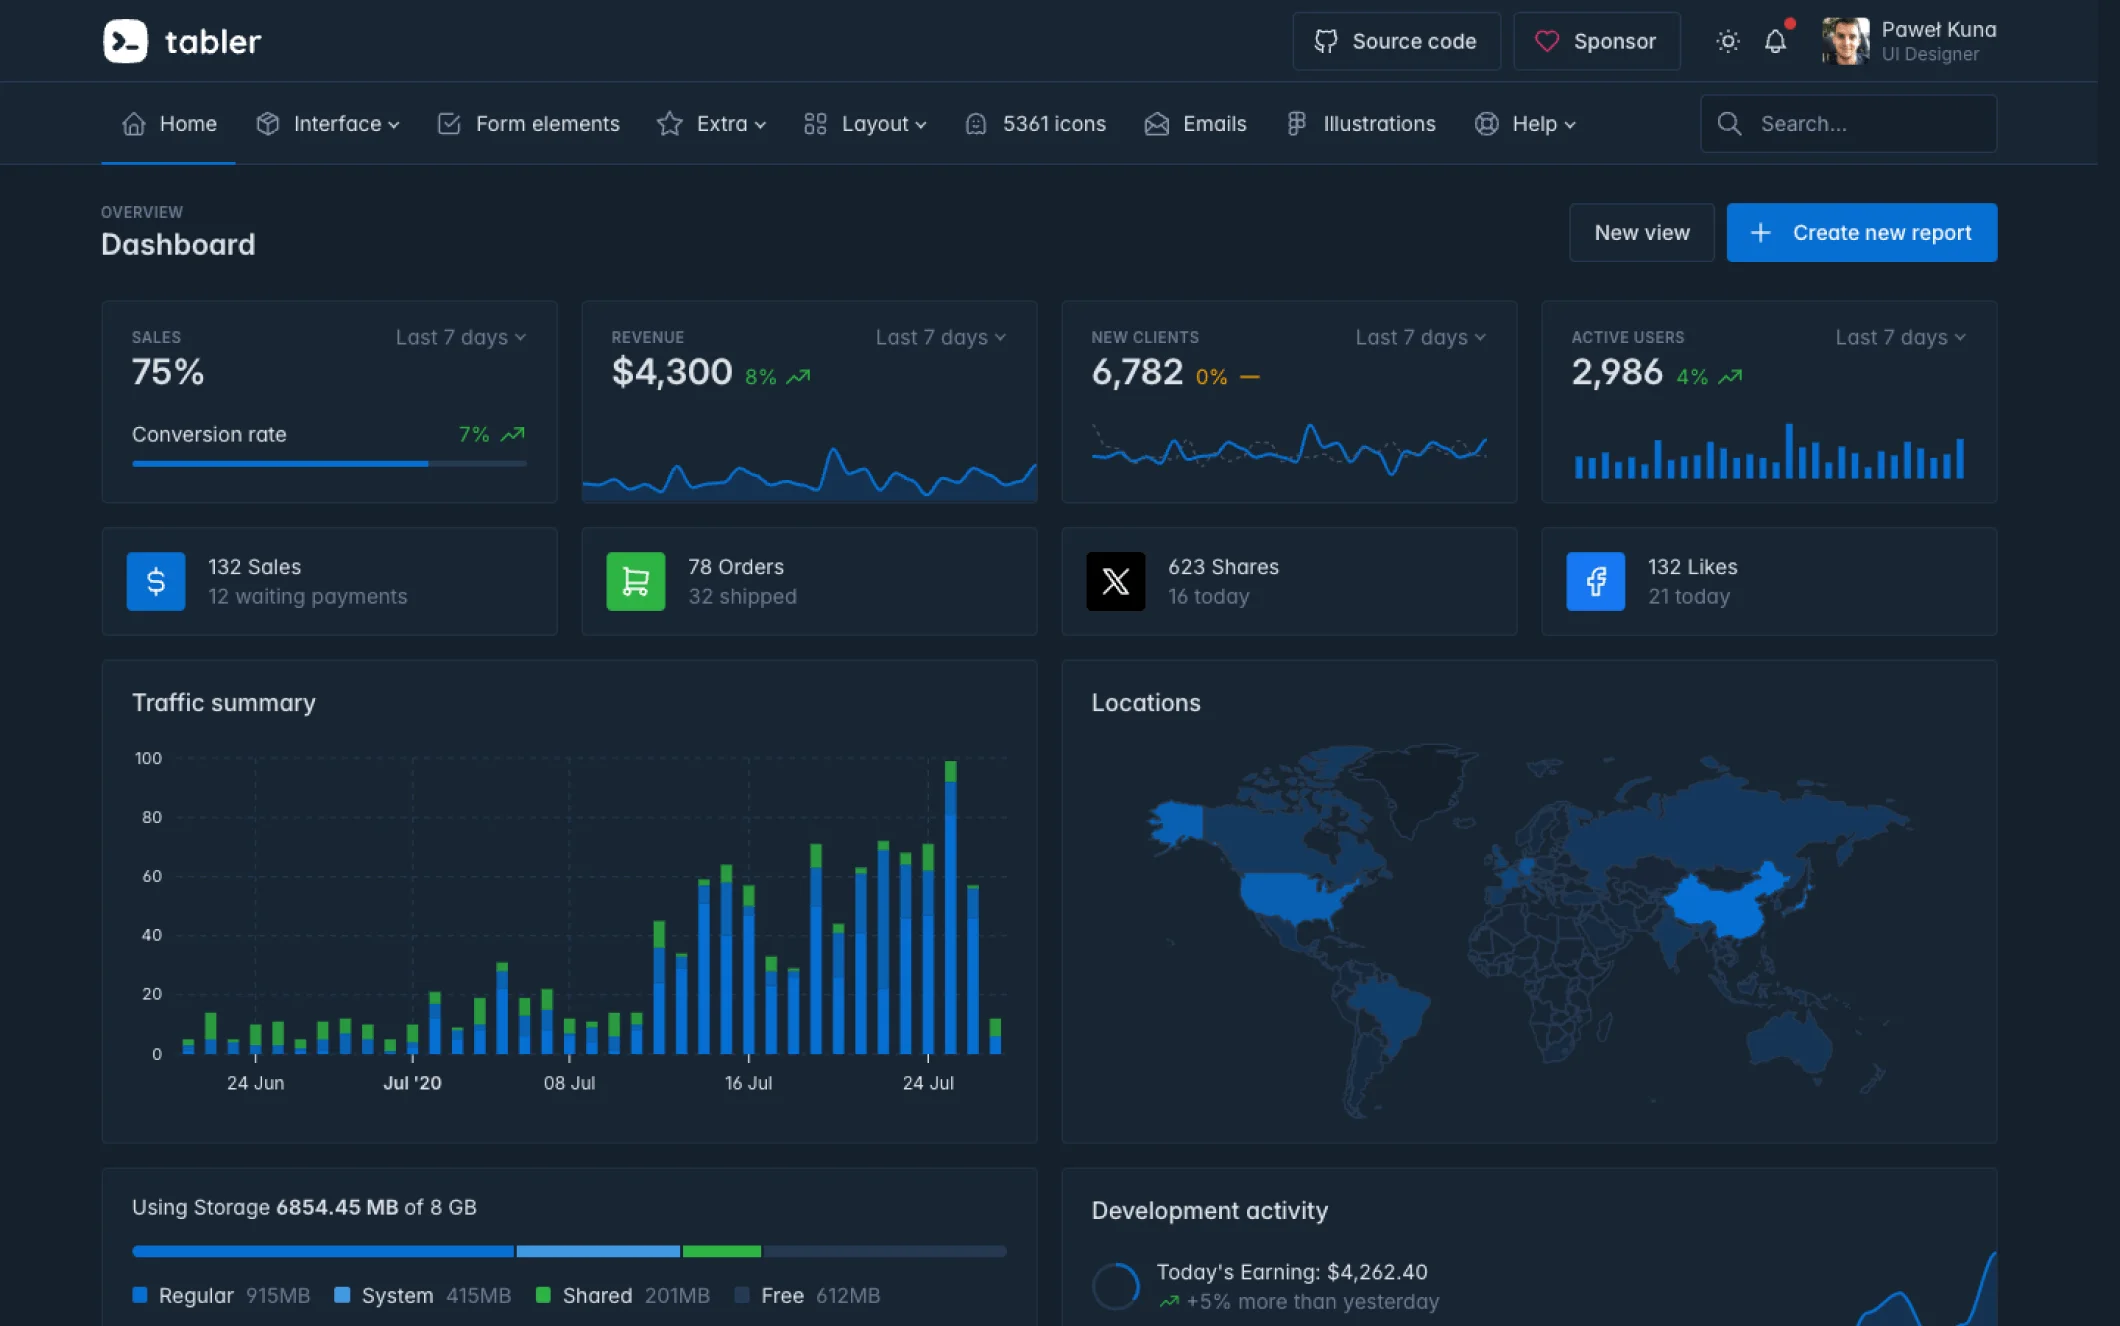 tabler
Source code
Sponsor
Paweł Kuna
UI Designer
Home
Interface
Form elements
Extra
Layout
5361 icons
Emails
Illustrations
Help
Search...
OVERVIEW
Dashboard
New view
Create new report
SALES
Last 7 days
75%
Conversion rate
7%
REVENUE
Last 7 days
$4,300 8%
NEW CLIENTS
Last 7 days
6,782 0%
ACTIVE USERS
Last 7 days
2,986 4%
132 Sales
12 waiting payments
78 Orders
32 shipped
623 Shares
16 today
132 Likes
21 today
Traffic summary
100
80
60
40
20
0
24 Jun
Jul '20
08 Jul
16 Jul
24 Jul
Locations
Using Storage 6854.45 MB of 8 GB
Regular 915MB
System 415MB
Shared 201MB
Free 612MB
Development activity
Today's Earning: $4,262.40
+5% more than yesterday